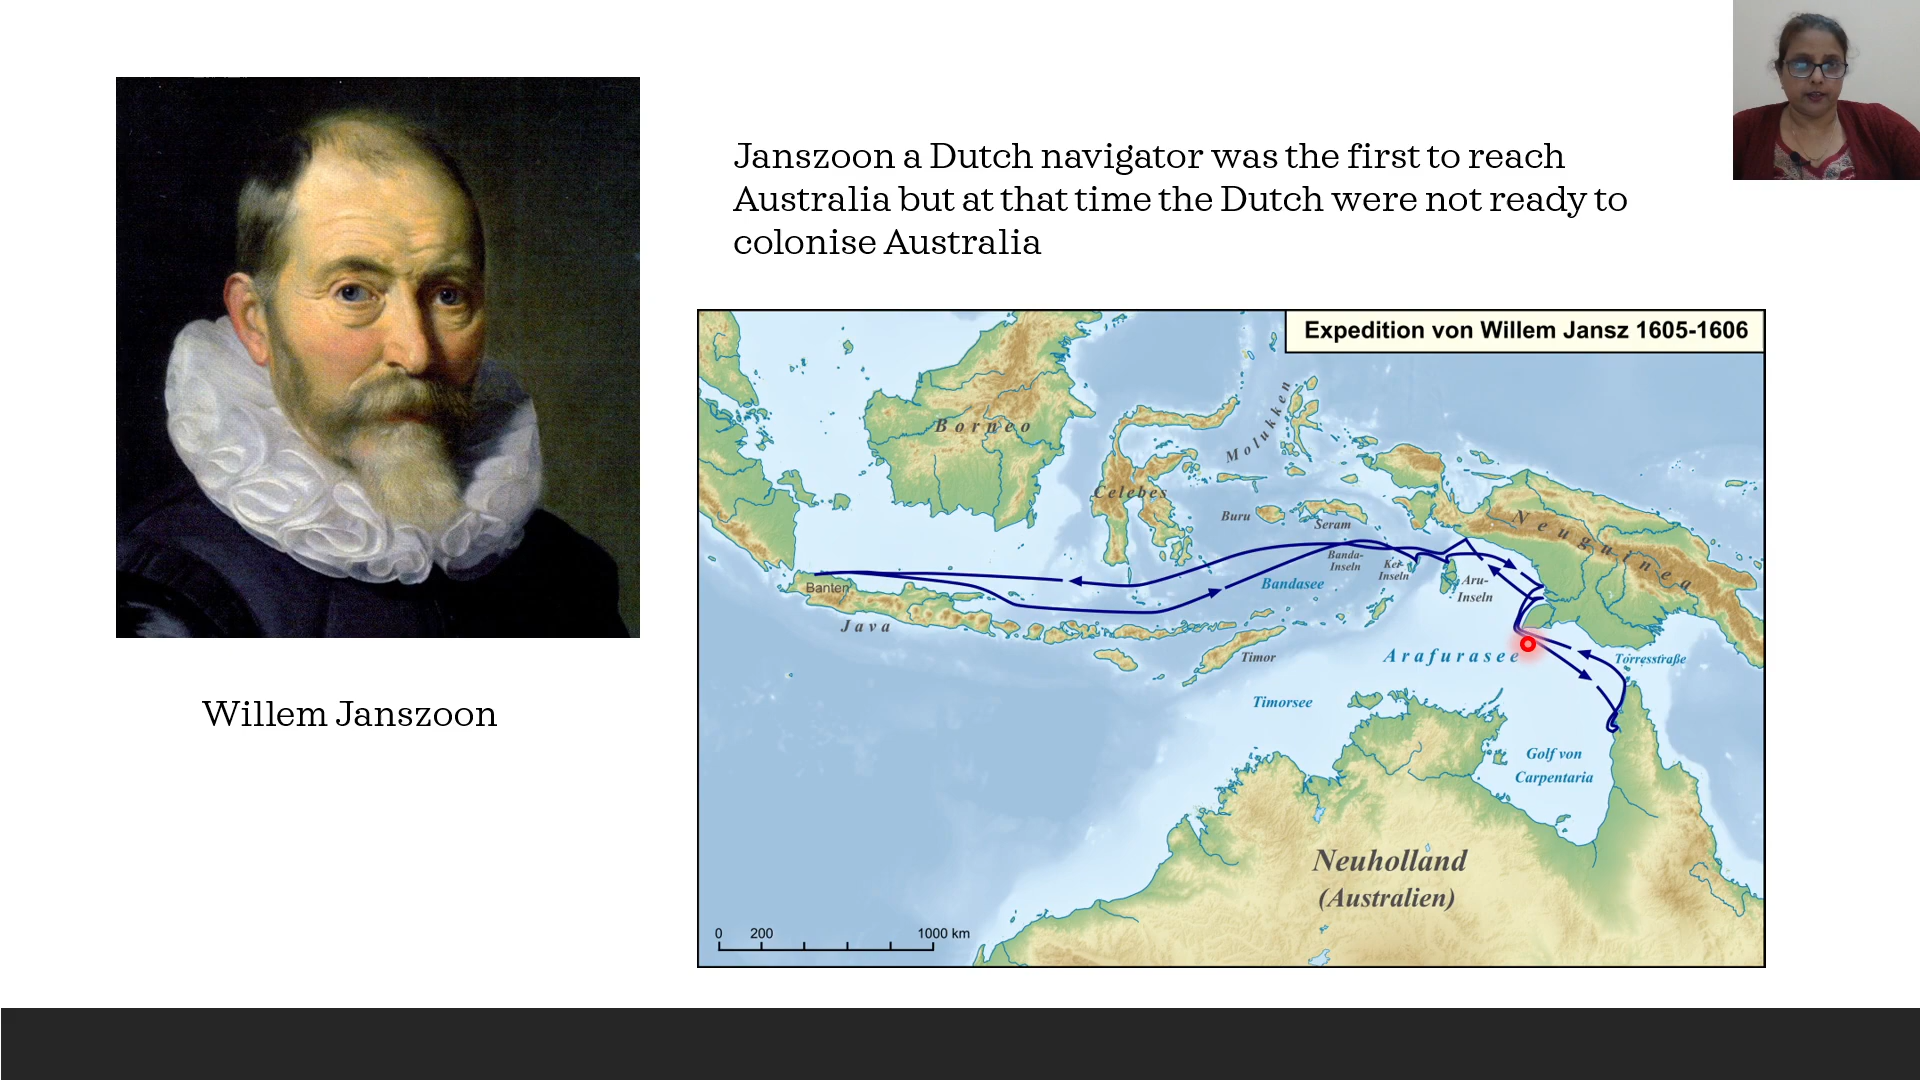 Janszoon a Dutch navigator was the first to reach
Australia but at that time the Dutch were not ready to
colonise Australia
Willem Janszoon
Expedition von Willem Jansz 1605-1606
Borneo
Molukken
Celebes
Buru
Seram
Neuguinea
Banda-
Inseln
Kei-
Inseln
Bandasee
Aru-
Inseln
Banten
Java
Timor
Arafurasee
Torresstraße
Timorsee
Golf von
Carpentaria
Neuholland
(Australien)
0 200 1000 km